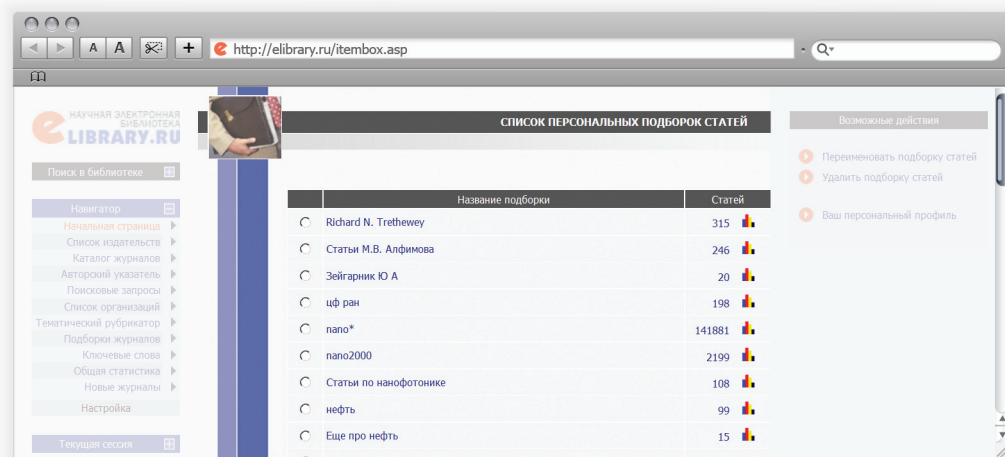 A A + http://elibrary.ru/itembox.asp
НАУЧНАЯ ЭЛЕКТРОННАЯ
БИБЛИОТЕКА
LIBRARY.RU
Поиск в библиотеке
Навигатор
Начальная страница
Список издательств
Каталог журналов
Авторский указатель
Поисковые запросы
Список организаций
Тематический рубрикатор
Подборки журналов
Ключевые слова
Общая статистика
Новые журналы
Настройка
Текущая сессия
СПИСОК ПЕРСОНАЛЬНЫХ ПОДБОРОК СТАТЕЙ
Название подборки Статей
Richard N. Trethewey 315
Статьи М.В. Алфимова 246
Зейгарник Ю А 20
цф ран 198
nano* 141881
nano2000 2199
Статьи по нанофотонике 108
нефть 99
Еще про нефть 15
Возможные действия
Переименовать подборку статей
Удалить подборку статей
Ваш персональный профиль